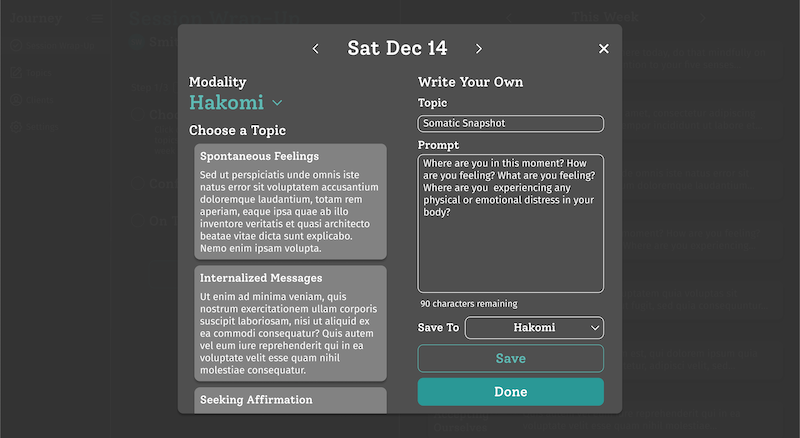 Journey
This Week
Sat Dec 14
Modality
Hakomi
Choose a Topic
Spontaneous Feelings
Sed ut perspiciatis unde omnis iste
natus error sit voluptatem accusantium
doloremque laudantium, totam rem
aperiam, eaque ipsa quae ab illo
inventore veritatis et quasi architecto
beatae vitae dicta sunt explicabo.
Nemo enim ipsam volupta.
Internalized Messages
Ut enim ad minima veniam, quis
nostrum exercitationem ullam corporis
suscipit laboriosam, nisi ut aliquid ex
ea commodi consequatur? Quis autem
vel eum iure reprehenderit qui in ea
voluptate velit esse quam nihil
molestiae consequatur.
Seeking Affirmation
Write Your Own
Topic
Somatic Snapshot
Prompt
Where are you in this moment? How
are you feeling? What are you feeling?
Where are you  experiencing any
physical or emotional distress in your
body?
90 characters remaining
Save To
Hakomi
Save
Done